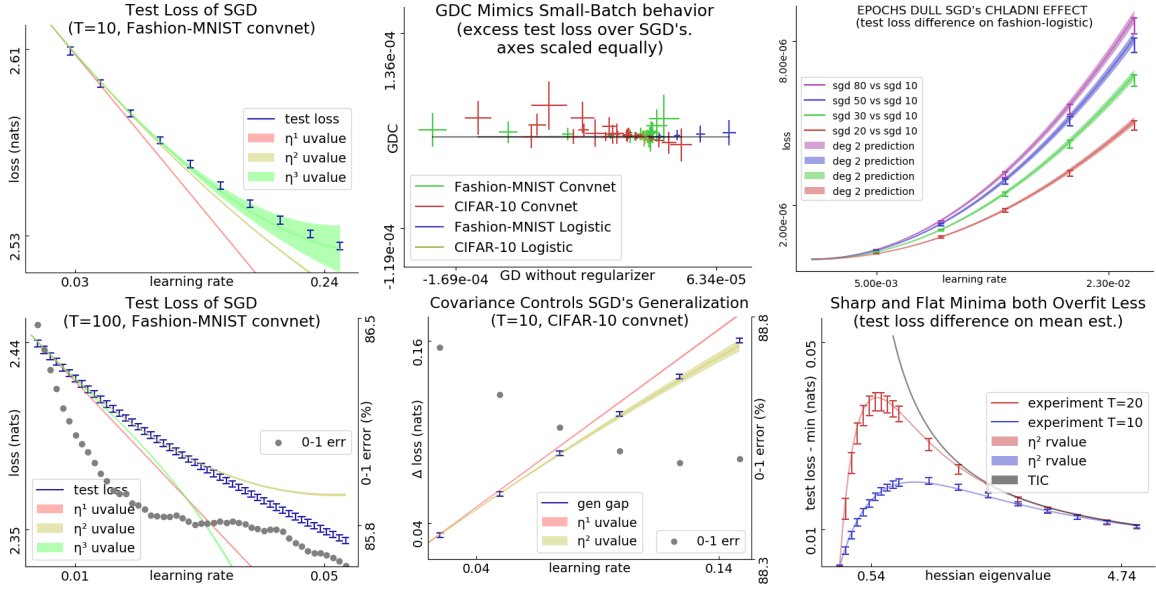 Test Loss of SGD
(T=10, Fashion-MNIST convnet)
2.61
loss (nats)
2.53
test loss
η¹ uvalue
η² uvalue
η³ uvalue
0.03
learning rate
0.24
GDC Mimics Small-Batch behavior
(excess test loss over SGD's.
axes scaled equally)
1.36e-04
GDC
-1.19e-04
Fashion-MNIST Convnet
CIFAR-10 Convnet
Fashion-MNIST Logistic
CIFAR-10 Logistic
-1.69e-04
GD without regularizer
6.34e-05
EPOCHS DULL SGD's CHLADNI EFFECT
(test loss difference on fashion-logistic)
8.00e-06
loss
2.00e-06
sgd 80 vs sgd 10
sgd 50 vs sgd 10
sgd 30 vs sgd 10
sgd 20 vs sgd 10
deg 2 prediction
deg 2 prediction
deg 2 prediction
deg 2 prediction
5.00e-03
learning rate
2.30e-02
Test Loss of SGD
(T=100, Fashion-MNIST convnet)
2.44
loss (nats)
2.35
86.5
0-1 error (%)
85.8
0-1 err
test loss
η¹ uvalue
η² uvalue
η³ uvalue
0.01
learning rate
0.05
Covariance Controls SGD's Generalization
(T=10, CIFAR-10 convnet)
0.16
Δ loss (nats)
0.04
88.8
0-1 error (%)
88.3
gen gap
η¹ uvalue
η² uvalue
0-1 err
0.04
learning rate
0.14
Sharp and Flat Minima both Overfit Less
(test loss difference on mean est.)
0.05
test loss - min (nats)
0.01
experiment T=20
experiment T=10
η² rvalue
η² rvalue
TIC
0.54
hessian eigenvalue
4.74